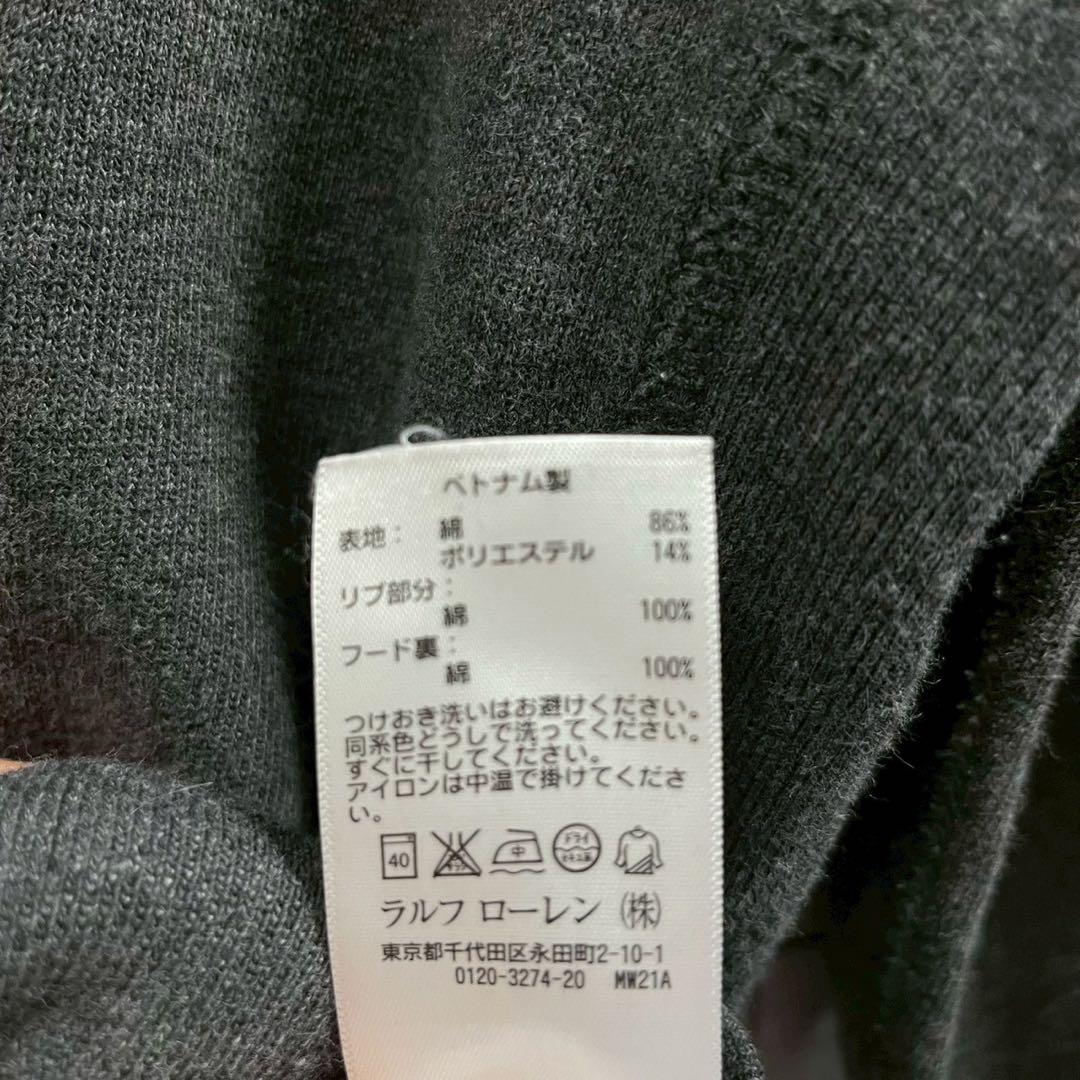 ベトナム製
表地: 綿 86%
ポリエステル 14%
リブ部分:
綿 100%
フード裏:
綿 100%
つけおき洗いはお避けください。
同系色どうしで洗ってください。
すぐに干してください。
アイロンは中温で掛けてくださ
い。
40 中 ドライ
ラルフ ローレン (株)
東京都千代田区永田町2-10-1
0120-3274-20 MW21A